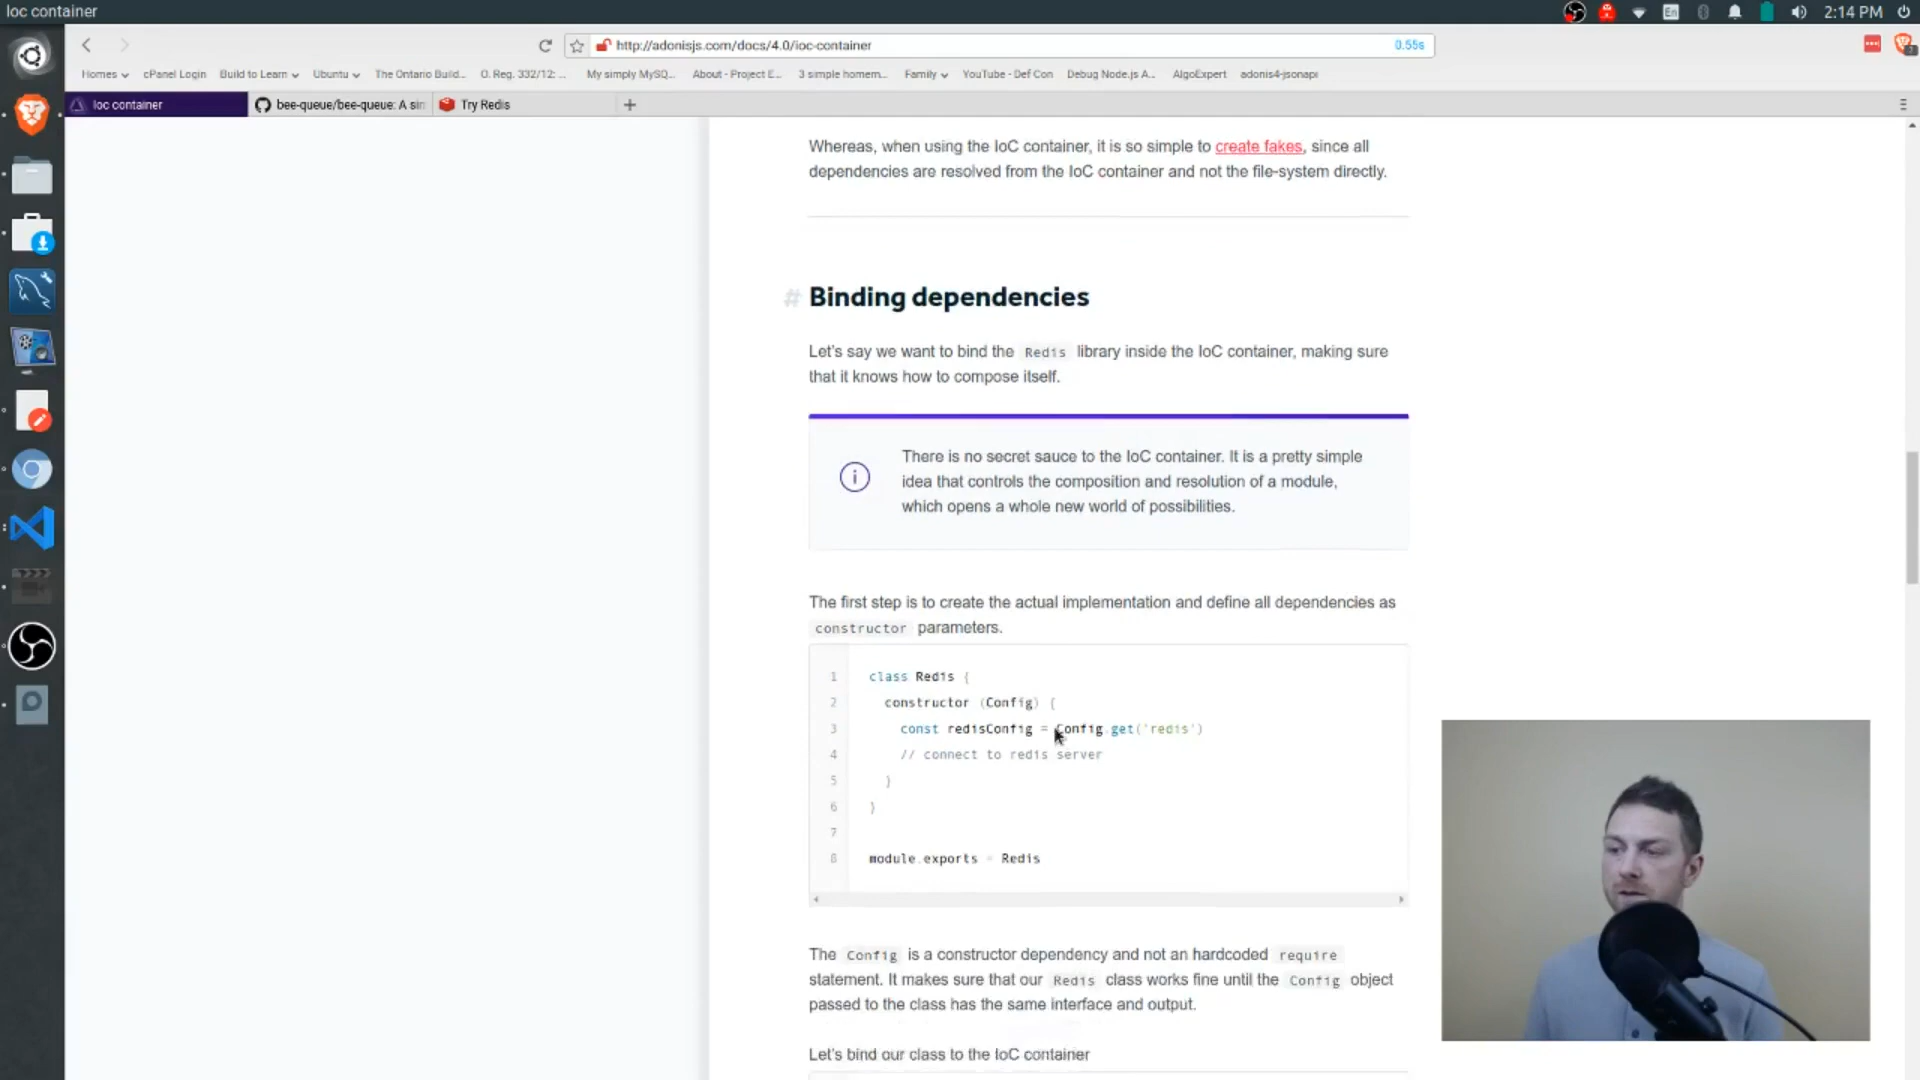 Ioc container
En
2:14 PM
http://adonisjs.com/docs/4.0/ioc-container
0.55s
Homes
cPanel Login
Build to Learn
Ubuntu
The Ontario Build...
O. Reg. 332/12: ...
My simply MySQ...
About - Project E...
3 simple homem...
Family
YouTube - Def Con
Debug Node.js A...
AlgoExpert
adonis4-jsonapi
Ioc container
bee-queue/bee-queue: A sim
Try Redis
Whereas, when using the IoC container, it is so simple to create fakes, since all
dependencies are resolved from the IoC container and not the file-system directly.
# Binding dependencies
Let's say we want to bind the Redis library inside the IoC container, making sure
that it knows how to compose itself.
There is no secret sauce to the IoC container. It is a pretty simple
idea that controls the composition and resolution of a module,
which opens a whole new world of possibilities.
The first step is to create the actual implementation and define all dependencies as
constructor parameters.
1 class Redis {
2 constructor (Config) {
3 const redisConfig = Config.get('redis')
4 // connect to redis server
5 }
6 }
7
8 module.exports = Redis
The Config is a constructor dependency and not an hardcoded require
statement. It makes sure that our Redis class works fine until the Config object
passed to the class has the same interface and output.
Let's bind our class to the IoC container